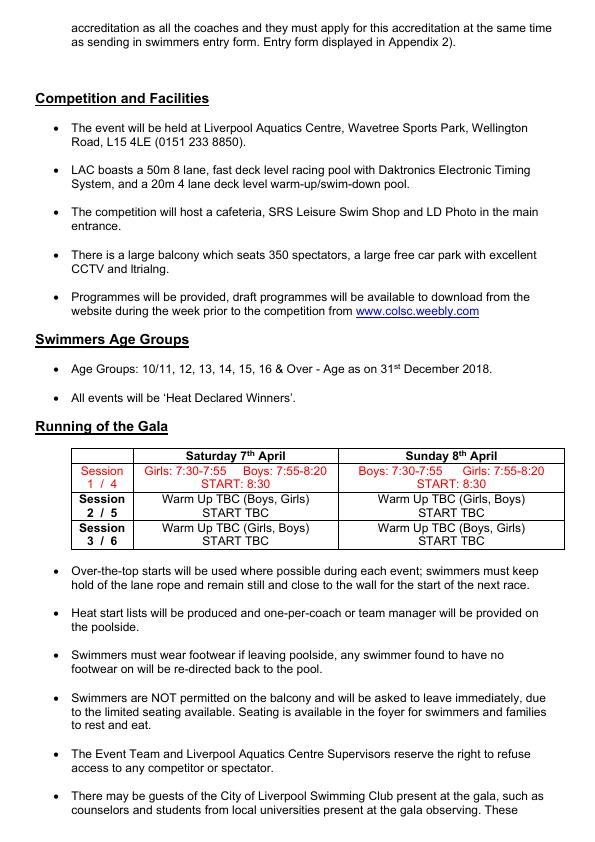 accreditation as all the coaches and they must apply for this accreditation at the same time
as sending in swimmers entry form. Entry form displayed in Appendix 2).
Competition and Facilities
• The event will be held at Liverpool Aquatics Centre, Wavetree Sports Park, Wellington
Road, L15 4LE (0151 233 8850).
• LAC boasts a 50m 8 lane, fast deck level racing pool with Daktronics Electronic Timing
System, and a 20m 4 lane deck level warm-up/swim-down pool.
• The competition will host a cafeteria, SRS Leisure Swim Shop and LD Photo in the main
entrance.
• There is a large balcony which seats 350 spectators, a large free car park with excellent
CCTV and ltrialng.
• Programmes will be provided, draft programmes will be available to download from the
website during the week prior to the competition from www.colsc.weebly.com
Swimmers Age Groups
• Age Groups: 10/11, 12, 13, 14, 15, 16 & Over - Age as on 31st December 2018.
• All events will be ‘Heat Declared Winners’.
Running of the Gala
Saturday 7th April Sunday 8th April
Session Girls: 7:30-7:55 Boys: 7:55-8:20 Boys: 7:30-7:55 Girls: 7:55-8:20
1 / 4 START: 8:30 START: 8:30
Session Warm Up TBC (Boys, Girls) Warm Up TBC (Girls, Boys)
2 / 5 START TBC START TBC
Session Warm Up TBC (Girls, Boys) Warm Up TBC (Boys, Girls)
3 / 6 START TBC START TBC
• Over-the-top starts will be used where possible during each event; swimmers must keep
hold of the lane rope and remain still and close to the wall for the start of the next race.
• Heat start lists will be produced and one-per-coach or team manager will be provided on
the poolside.
• Swimmers must wear footwear if leaving poolside, any swimmer found to have no
footwear on will be re-directed back to the pool.
• Swimmers are NOT permitted on the balcony and will be asked to leave immediately, due
to the limited seating available. Seating is available in the foyer for swimmers and families
to rest and eat.
• The Event Team and Liverpool Aquatics Centre Supervisors reserve the right to refuse
access to any competitor or spectator.
• There may be guests of the City of Liverpool Swimming Club present at the gala, such as
counselors and students from local universities present at the gala observing. These